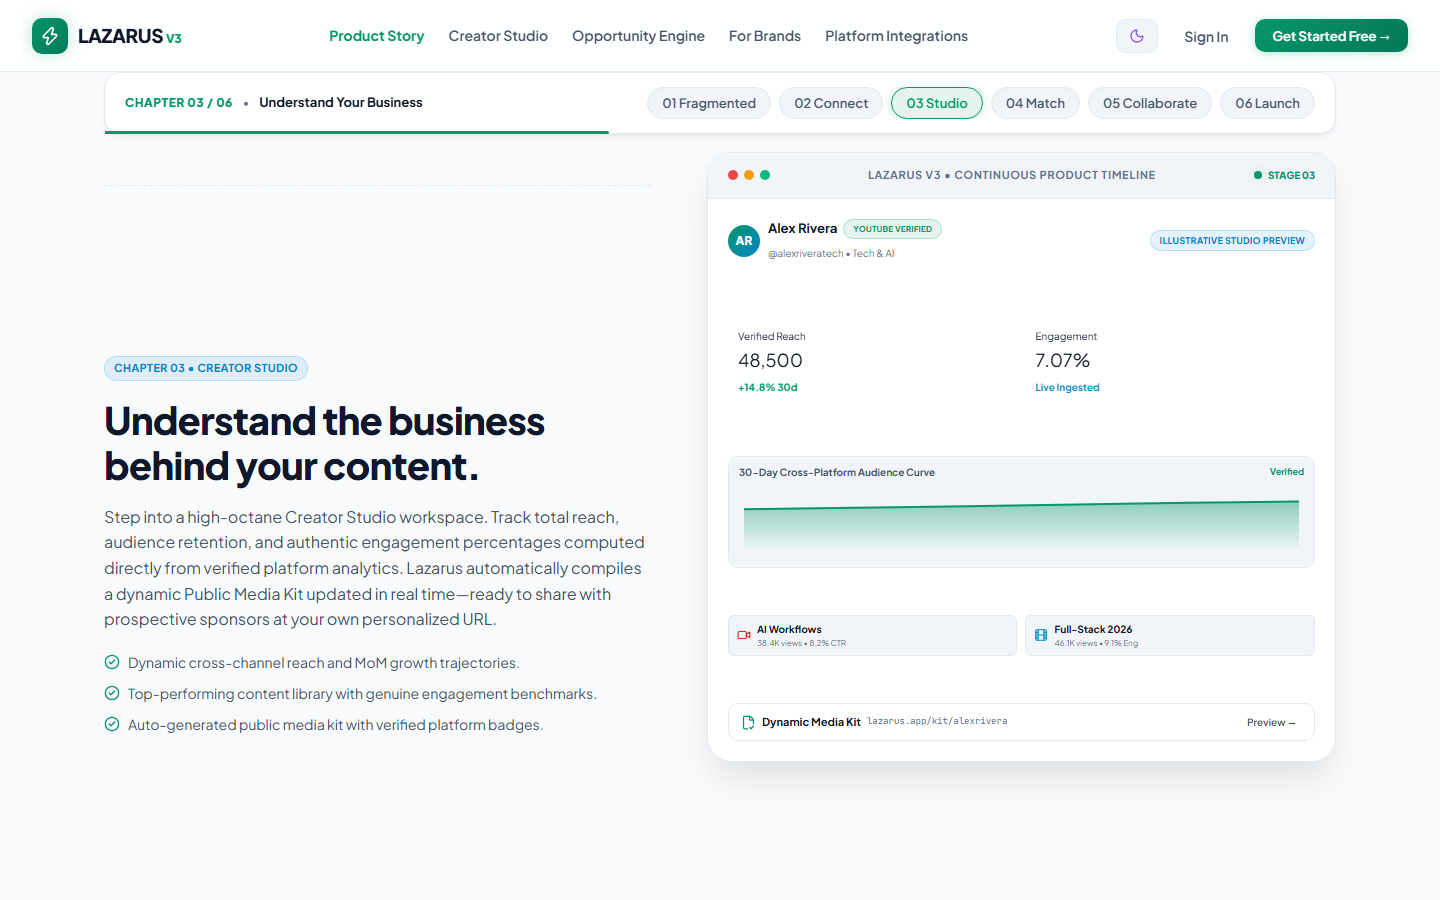 LAZARUS V3
Product Story
Creator Studio
Opportunity Engine
For Brands
Platform Integrations
Sign In
Get Started Free →
CHAPTER 03 / 06 • Understand Your Business
01 Fragmented
02 Connect
03 Studio
04 Match
05 Collaborate
06 Launch
CHAPTER 03 • CREATOR STUDIO
Understand the business
behind your content.
Step into a high-octane Creator Studio workspace. Track total reach,
audience retention, and authentic engagement percentages computed
directly from verified platform analytics. Lazarus automatically compiles
a dynamic Public Media Kit updated in real time—ready to share with
prospective sponsors at your own personalized URL.
Dynamic cross-channel reach and MoM growth trajectories.
Top-performing content library with genuine engagement benchmarks.
Auto-generated public media kit with verified platform badges.
LAZARUS V3 • CONTINUOUS PRODUCT TIMELINE
STAGE 03
AR
Alex Rivera
YOUTUBE VERIFIED
@alexriveratech • Tech & AI
ILLUSTRATIVE STUDIO PREVIEW
Verified Reach
48,500
+14.8% 30d
Engagement
7.07%
Live Ingested
30-Day Cross-Platform Audience Curve
Verified
AI Workflows
38.4K views • 8.2% CTR
Full-Stack 2026
46.1K views • 9.1% Eng
Dynamic Media Kit lazarus.app/kit/alexrivera
Preview →